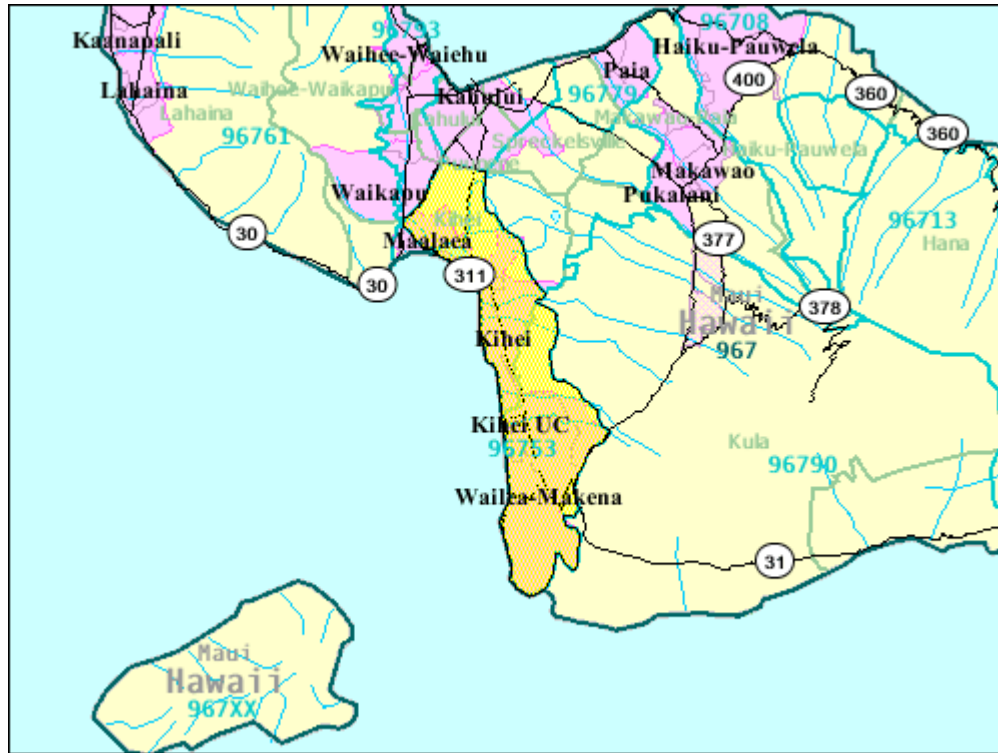 96793
96708
Kaanapali
Waihee-Waiehu
Haiku-Pauwela
Paia
400
360
Lahaina
Waihee-Waikapu
Kahului
96779
Lahaina
Makawao-Paia
96761
Spreckelsville
Haiku-Pauwela
360
Waikapu
Makawao
Pukalani
96713
Kihei
30
Maalaea
377
Hana
311
30
Maui
378
Hawaii
967
Kihei
Kihei UC
96753
Kula
96790
Wailea-Makena
31
Maui
Hawaii
967XX